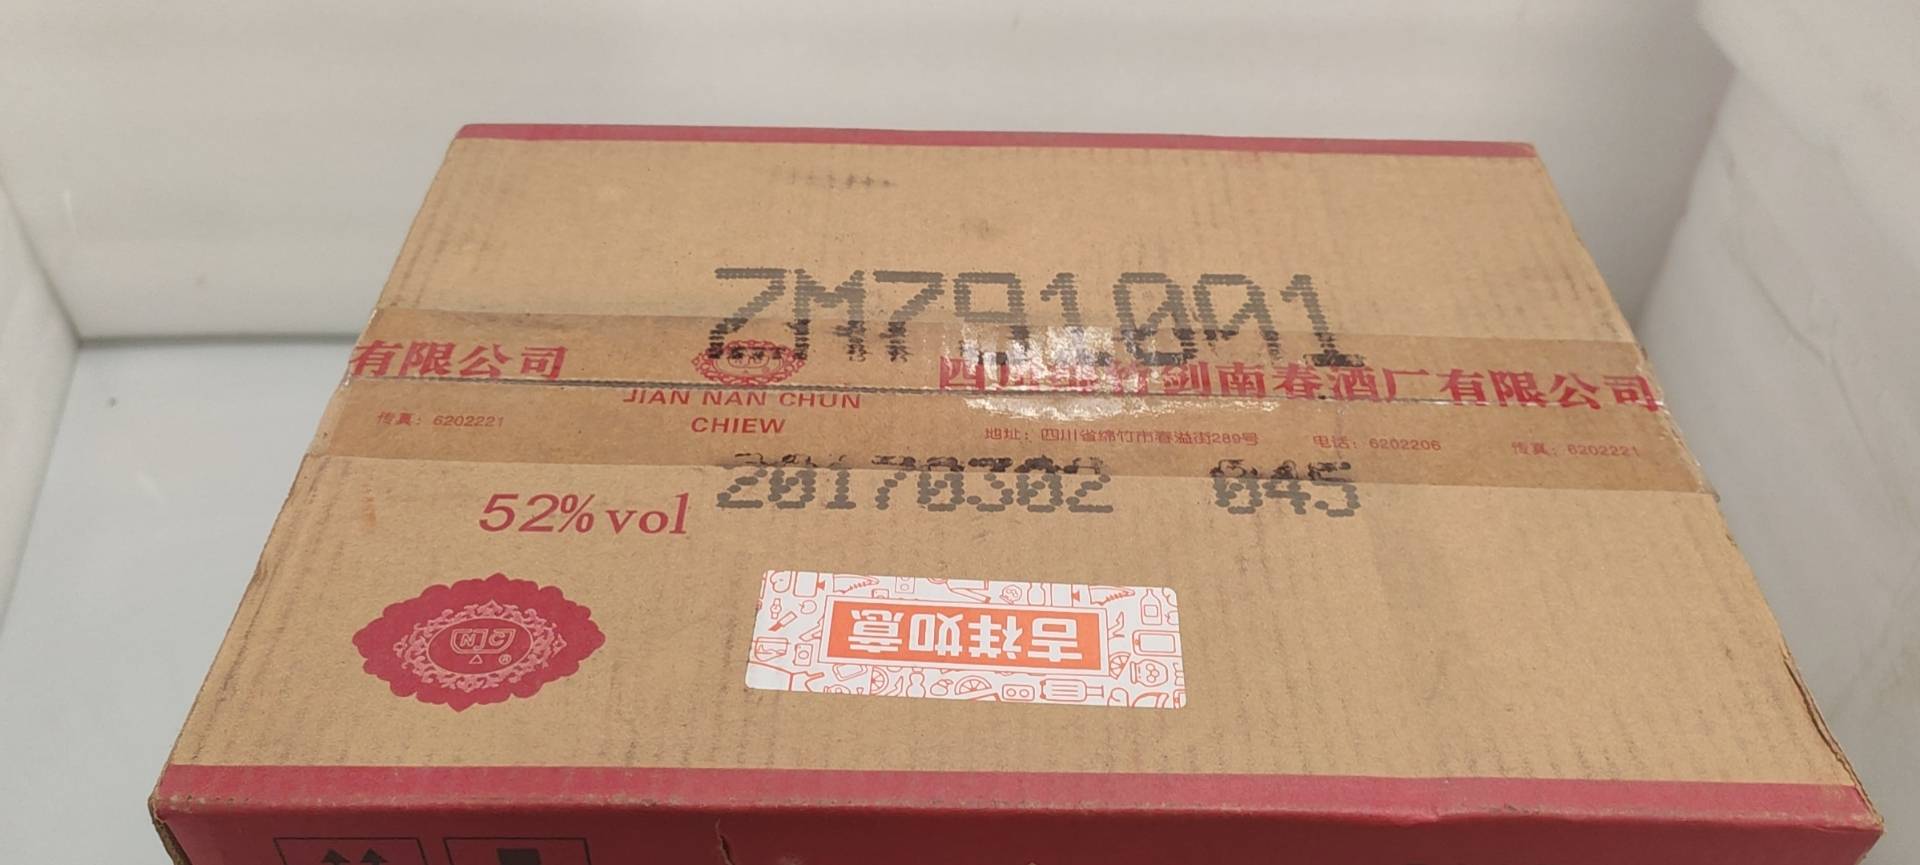 ZM791091
有限公司
四川绵竹剑南春酒厂有限公司
JIAN NAN CHUN
CHIEW
传真：6202221
地址：四川省绵竹市春溢街289号 电话：6202206 传真：6202221
20170302 045
52%vol
吉祥如意